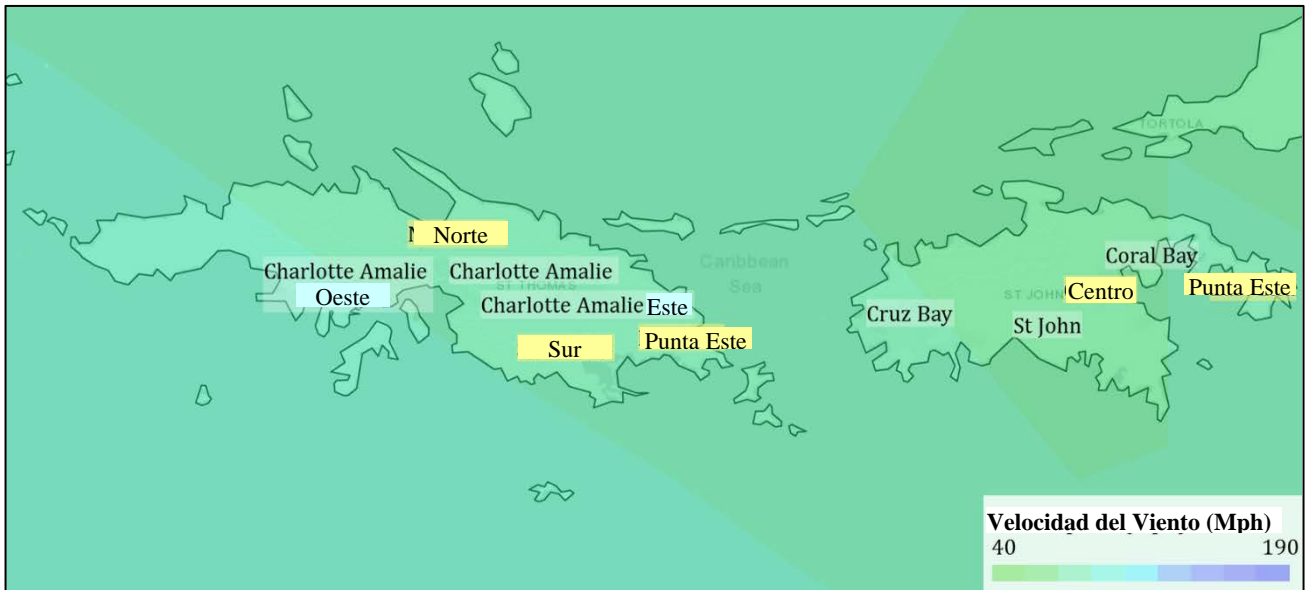 TORTOLA
Norte
Charlotte Amalie
Oeste
Charlotte Amalie
ST THOMAS
Charlotte Amalie Este
Sur
Punta Este
Caribbean
Sea
Cruz Bay
ST JOHN
Centro
St John
Coral Bay
Punta Este
Velocidad del Viento (Mph)
40 190